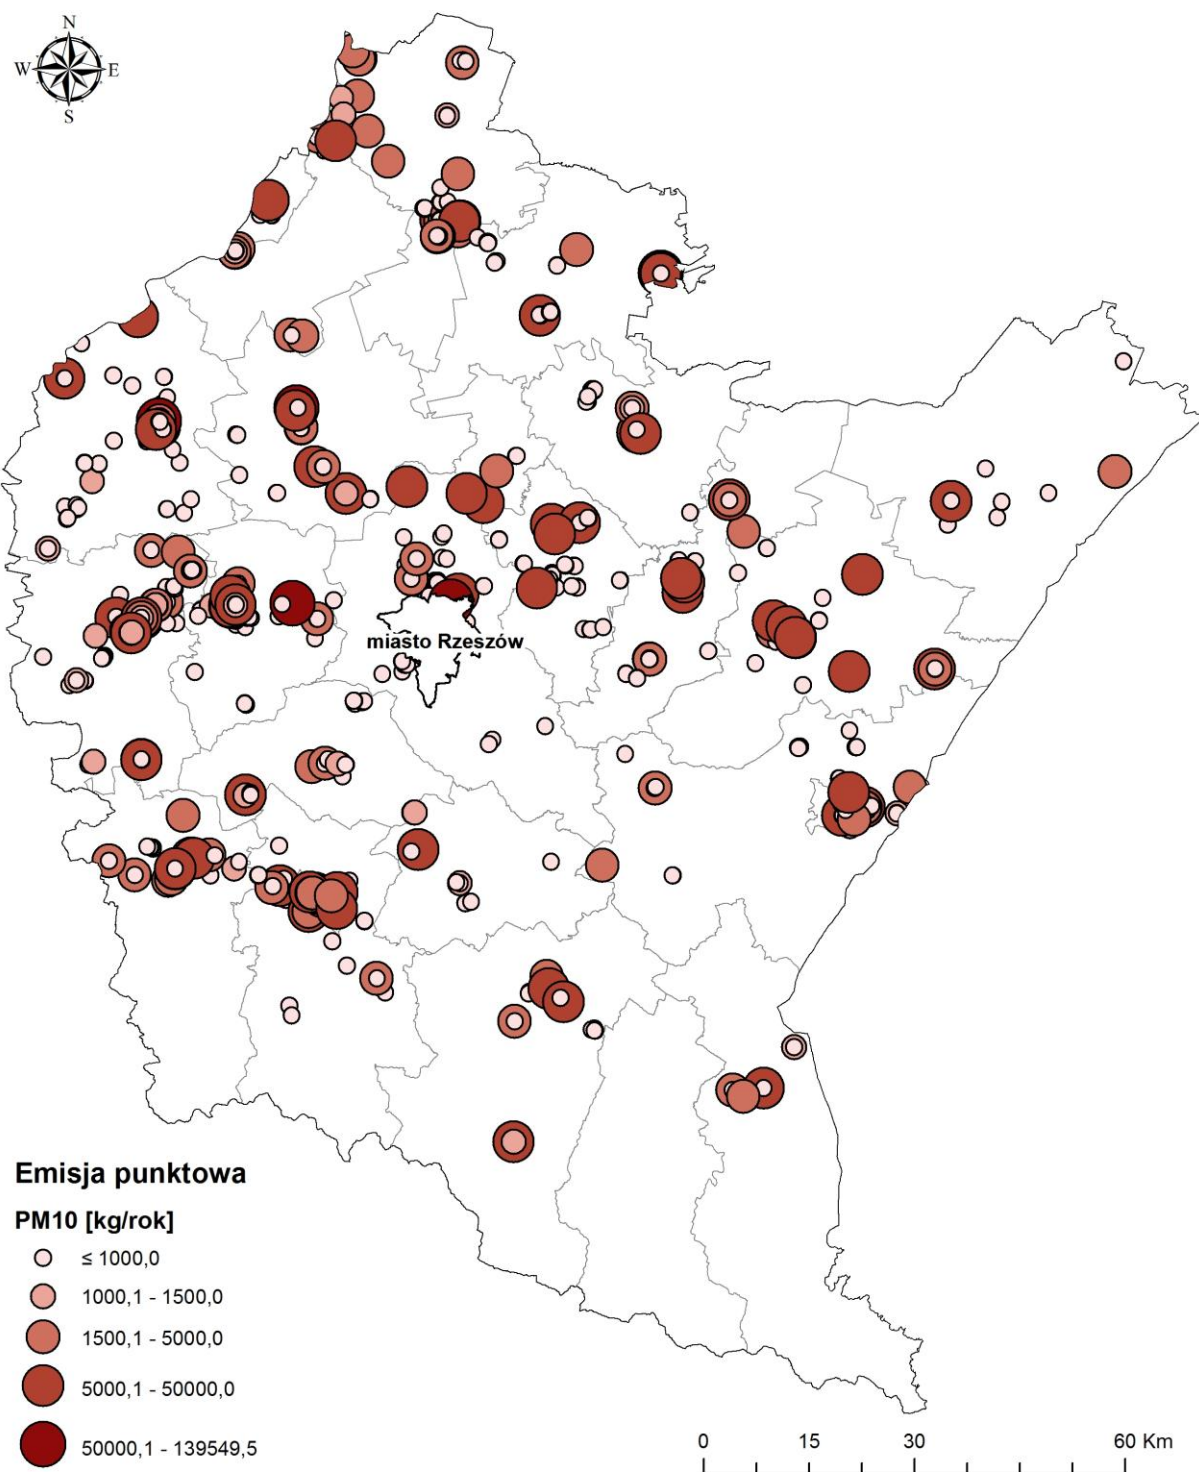 N
W E
S
miasto Rzeszów
Emisja punktowa
PM10 [kg/rok]
≤ 1000,0
1000,1 - 1500,0
1500,1 - 5000,0
5000,1 - 50000,0
50000,1 - 139549,5
0 15 30 60 Km